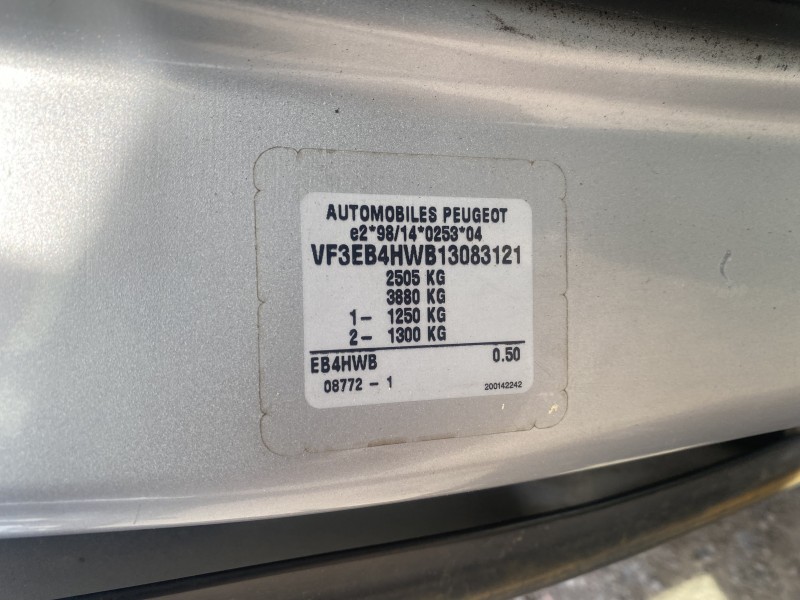 AUTOMOBILES PEUGEOT
e2*98/14*0253*04
VF3EB4HWB13083121
2505 KG
3880 KG
1- 1250 KG
2- 1300 KG
EB4HWB 0.50
08772 - 1 200142242